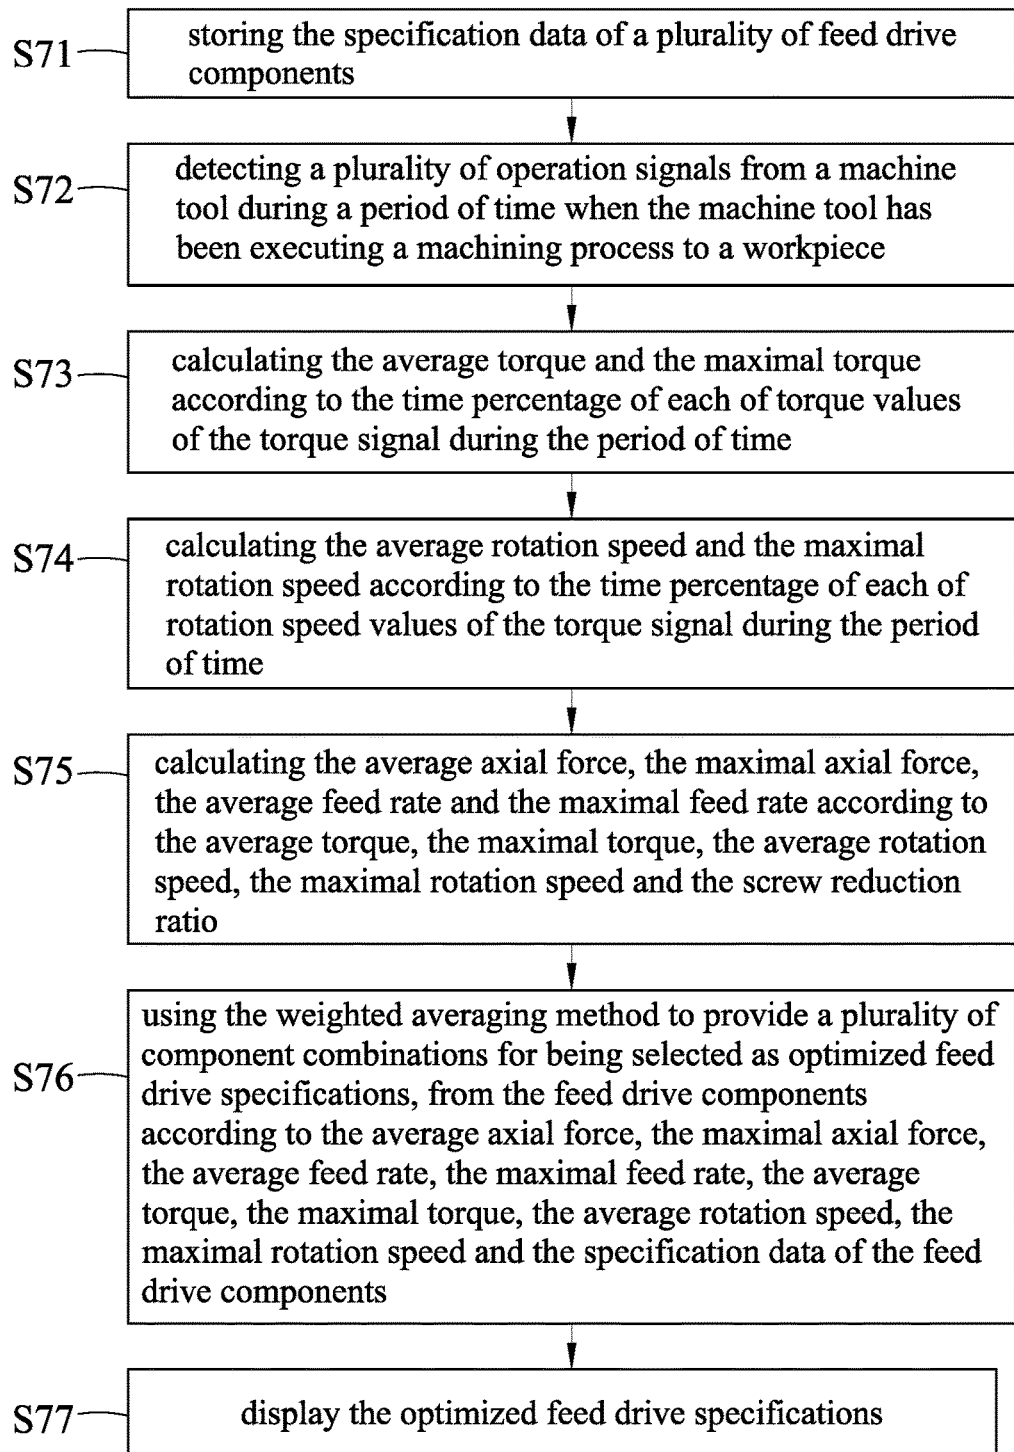 S71
storing the specification data of a plurality of feed drive
components
S72
detecting a plurality of operation signals from a machine
tool during a period of time when the machine tool has
been executing a machining process to a workpiece
S73
calculating the average torque and the maximal torque
according to the time percentage of each of torque values
of the torque signal during the period of time
S74
calculating the average rotation speed and the maximal
rotation speed according to the time percentage of each of
rotation speed values of the torque signal during the period
of time
S75
calculating the average axial force, the maximal axial force,
the average feed rate and the maximal feed rate according to
the average torque, the maximal torque, the average rotation
speed, the maximal rotation speed and the screw reduction
ratio
S76
using the weighted averaging method to provide a plurality of
component combinations for being selected as optimized feed
drive specifications, from the feed drive components
according to the average axial force, the maximal axial force,
the average feed rate, the maximal feed rate, the average
torque, the maximal torque, the average rotation speed, the
maximal rotation speed and the specification data of the feed
drive components
S77
display the optimized feed drive specifications